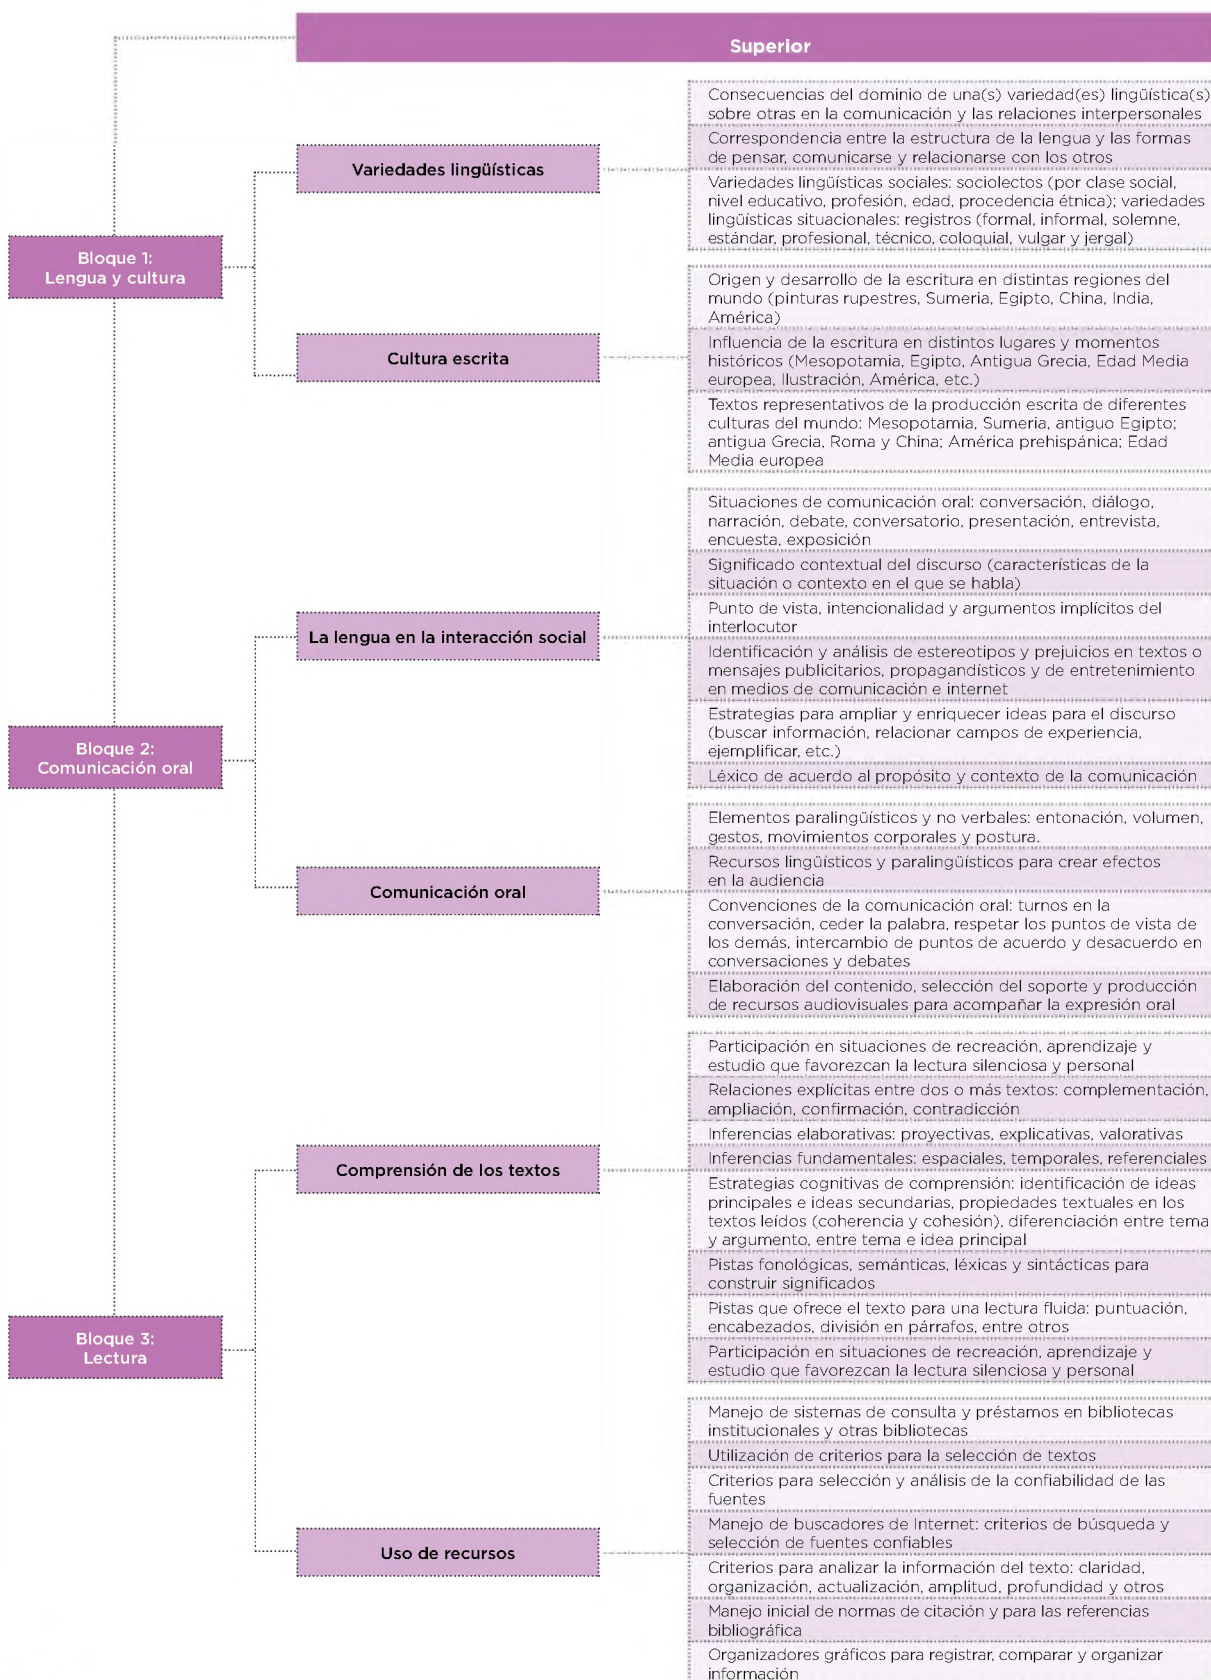 Superior
Bloque 1:
Lengua y cultura
Variedades lingüísticas
Consecuencias del dominio de una(s) variedad(es) lingüística(s)
sobre otras en la comunicación y las relaciones interpersonales
Correspondencia entre la estructura de la lengua y las formas
de pensar, comunicarse y relacionarse con los otros
Variedades lingüísticas sociales: sociolectos (por clase social,
nivel educativo, profesión, edad, procedencia étnica); variedades
lingüísticas situacionales: registros (formal, informal, solemne,
estándar, profesional, técnico, coloquial, vulgar y jergal)
Cultura escrita
Origen y desarrollo de la escritura en distintas regiones del
mundo (pinturas rupestres, Sumeria, Egipto, China, India,
América)
Influencia de la escritura en distintos lugares y momentos
históricos (Mesopotamia, Egipto, Antigua Grecia, Edad Media
europea, Ilustración, América, etc.)
Textos representativos de la producción escrita de diferentes
culturas del mundo: Mesopotamia, Sumeria, antiguo Egipto;
antigua Grecia, Roma y China; América prehispánica; Edad
Media europea
Bloque 2:
Comunicación oral
La lengua en la interacción social
Situaciones de comunicación oral: conversación, diálogo,
narración, debate, conversatorio, presentación, entrevista,
encuesta, exposición
Significado contextual del discurso (características de la
situación o contexto en el que se habla)
Punto de vista, intencionalidad y argumentos implícitos del
interlocutor
Identificación y análisis de estereotipos y prejuicios en textos o
mensajes publicitarios, propagandísticos y de entretenimiento
en medios de comunicación e internet
Estrategias para ampliar y enriquecer ideas para el discurso
(buscar información, relacionar campos de experiencia,
ejemplificar, etc.)
Léxico de acuerdo al propósito y contexto de la comunicación
Comunicación oral
Elementos paralingüísticos y no verbales: entonación, volumen,
gestos, movimientos corporales y postura.
Recursos lingüísticos y paralingüísticos para crear efectos
en la audiencia
Convenciones de la comunicación oral: turnos en la
conversación, ceder la palabra, respetar los puntos de vista de
los demás, intercambio de puntos de acuerdo y desacuerdo en
conversaciones y debates
Elaboración del contenido, selección del soporte y producción
de recursos audiovisuales para acompañar la expresión oral
Bloque 3:
Lectura
Comprensión de los textos
Participación en situaciones de recreación, aprendizaje y
estudio que favorezcan la lectura silenciosa y personal
Relaciones explícitas entre dos o más textos: complementación,
ampliación, confirmación, contradicción
Inferencias elaborativas: proyectivas, explicativas, valorativas
Inferencias fundamentales: espaciales, temporales, referenciales
Estrategias cognitivas de comprensión: identificación de ideas
principales e ideas secundarias, propiedades textuales en los
textos leídos (coherencia y cohesión), diferenciación entre tema
y argumento, entre tema e idea principal
Pistas fonológicas, semánticas, léxicas y sintácticas para
construir significados
Pistas que ofrece el texto para una lectura fluida: puntuación,
encabezados, división en párrafos, entre otros
Participación en situaciones de recreación, aprendizaje y
estudio que favorezcan la lectura silenciosa y personal
Uso de recursos
Manejo de sistemas de consulta y préstamos en bibliotecas
institucionales y otras bibliotecas
Utilización de criterios para la selección de textos
Criterios para selección y análisis de la confiabilidad de las
fuentes
Manejo de buscadores de Internet: criterios de búsqueda y
selección de fuentes confiables
Criterios para analizar la información del texto: claridad,
organización, actualización, amplitud, profundidad y otros
Manejo inicial de normas de citación y para las referencias
bibliográfica
Organizadores gráficos para registrar, comparar y organizar
información